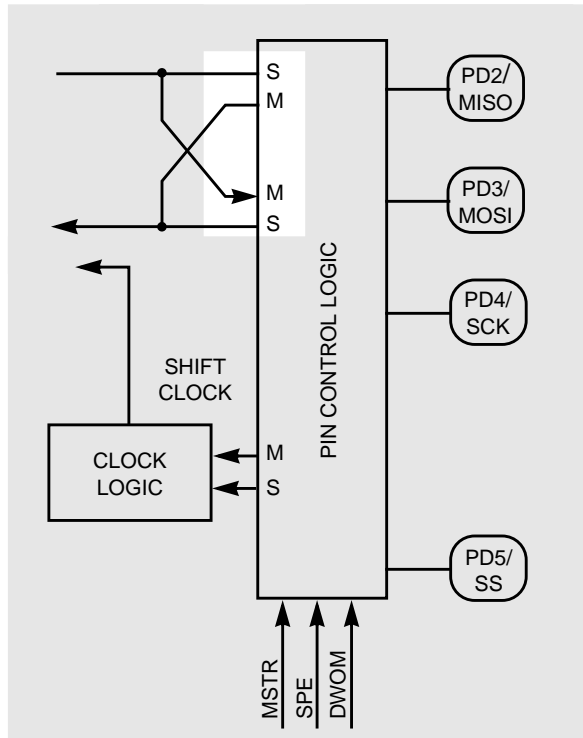 S
M
PD2/
MISO
M
S
PD3/
MOSI
PIN CONTROL LOGIC
PD4/
SCK
SHIFT
CLOCK
CLOCK
LOGIC
M
S
PD5/
SS
MSTR
SPE
DWOM